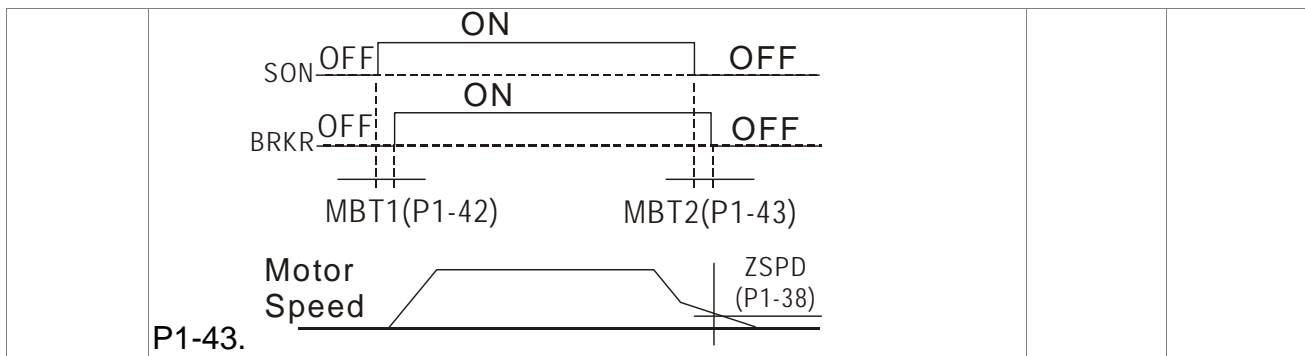 ON
SON OFF OFF
ON
BRKR OFF OFF
MBT1(P1-42) MBT2(P1-43)
Motor
Speed
ZSPD
(P1-38)
P1-43.